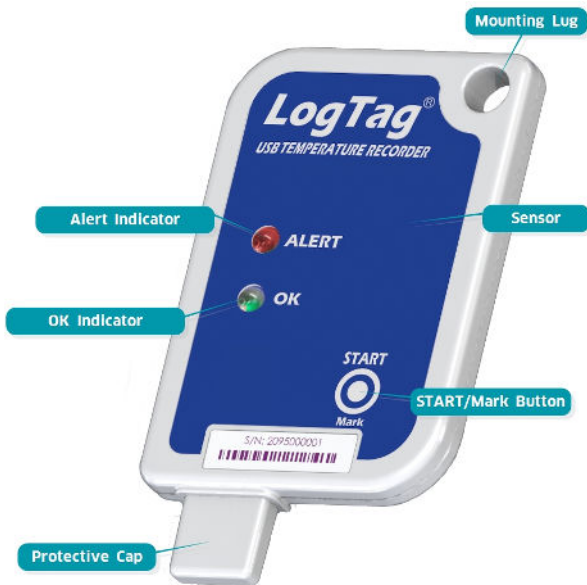 Mounting Lug
LogTag®
USB TEMPERATURE RECORDER
Alert Indicator
Sensor
ALERT
OK
OK Indicator
START
START/Mark Button
Mark
S/N: 2095000001
Protective Cap